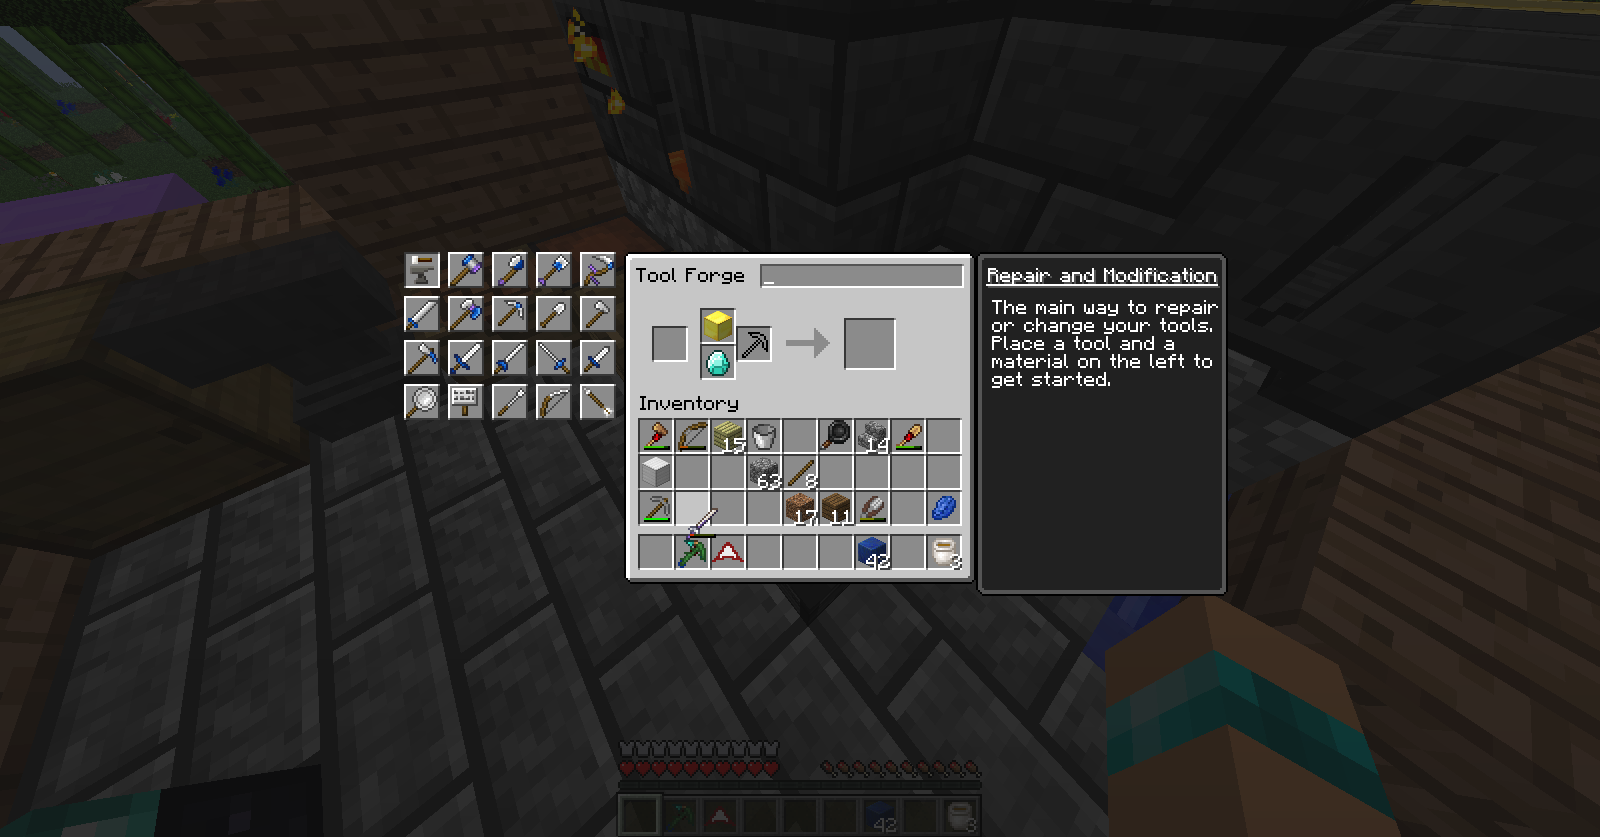 Tool Forge
_
Repair and Modification
The main way to repair
or change your tools.
Place a tool and a
material on the left to
get started.
Inventory
15
14
63
8
17
11
42
3
42
3